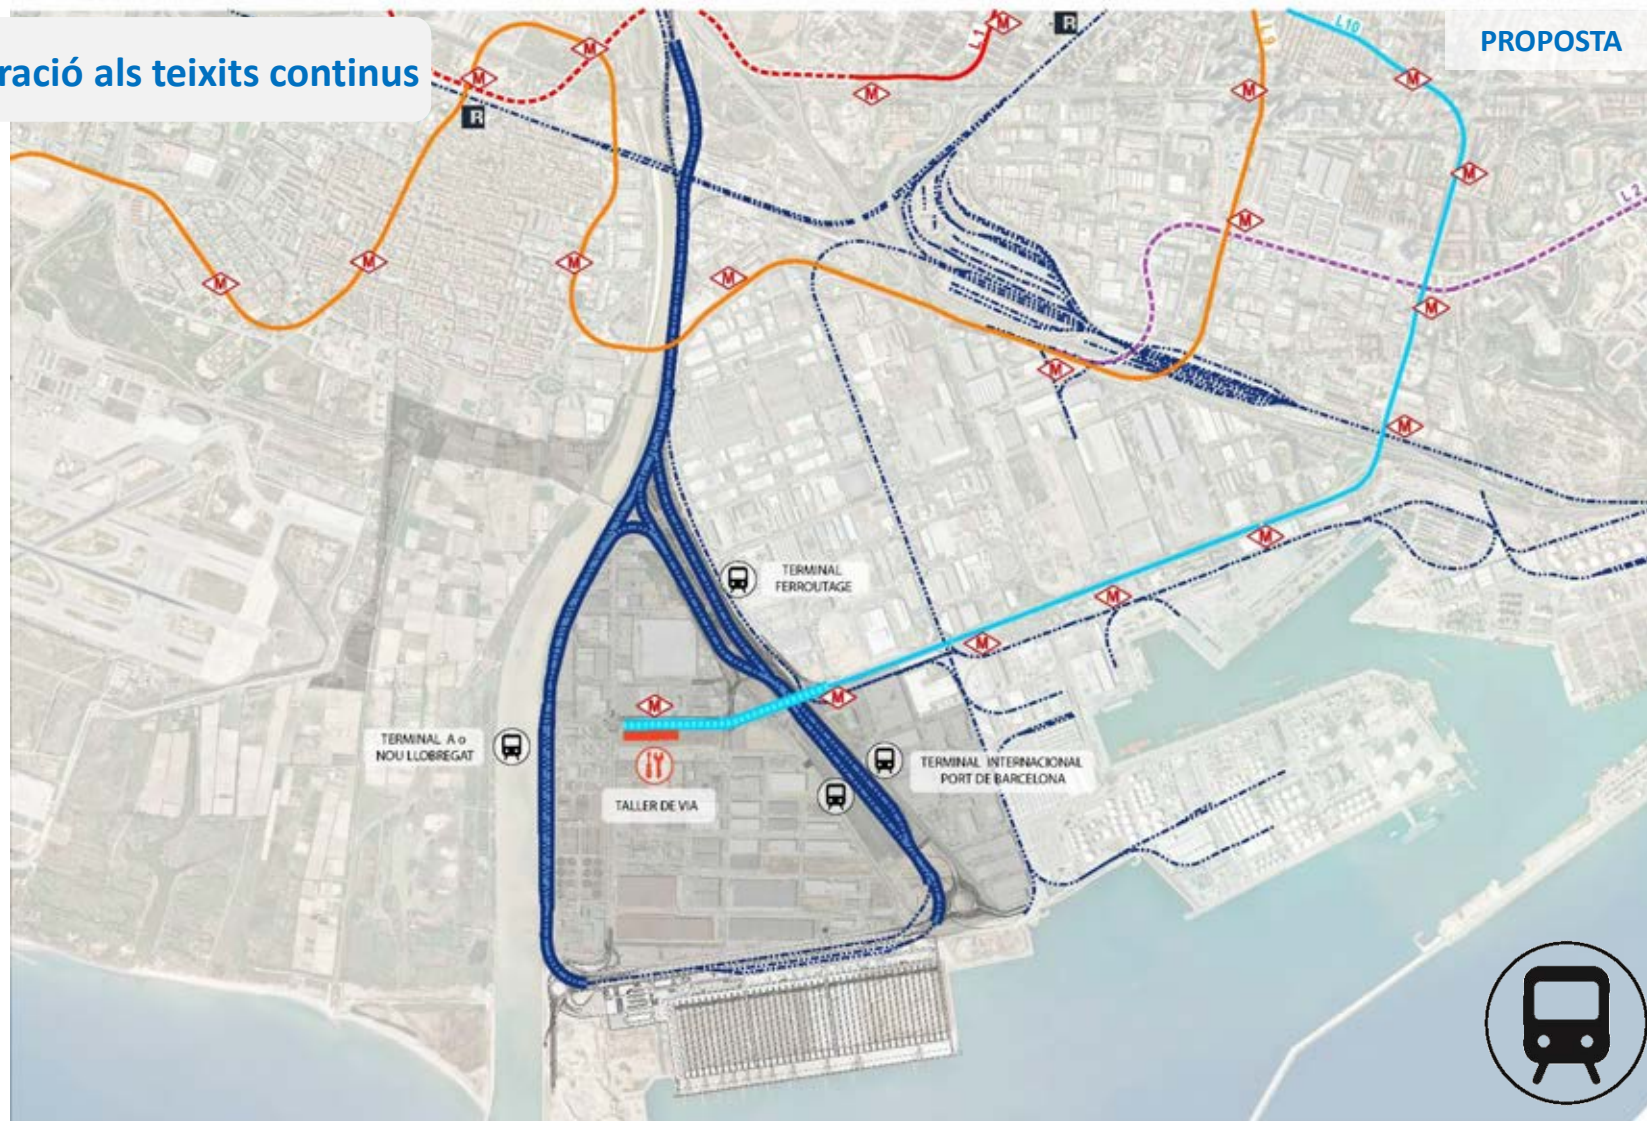 ració als teixits continus
PROPOSTA
L1
R
L9
L10
M
M
M
M
M
R
M
M
M
L2
M
M
M
M
M
M
M
M
M
M
M
M
M
TERMINAL
FERROUTAGE
TERMINAL A o
NOU LLOBREGAT
TERMINAL INTERNACIONAL
PORT DE BARCELONA
TALLER DE VIA